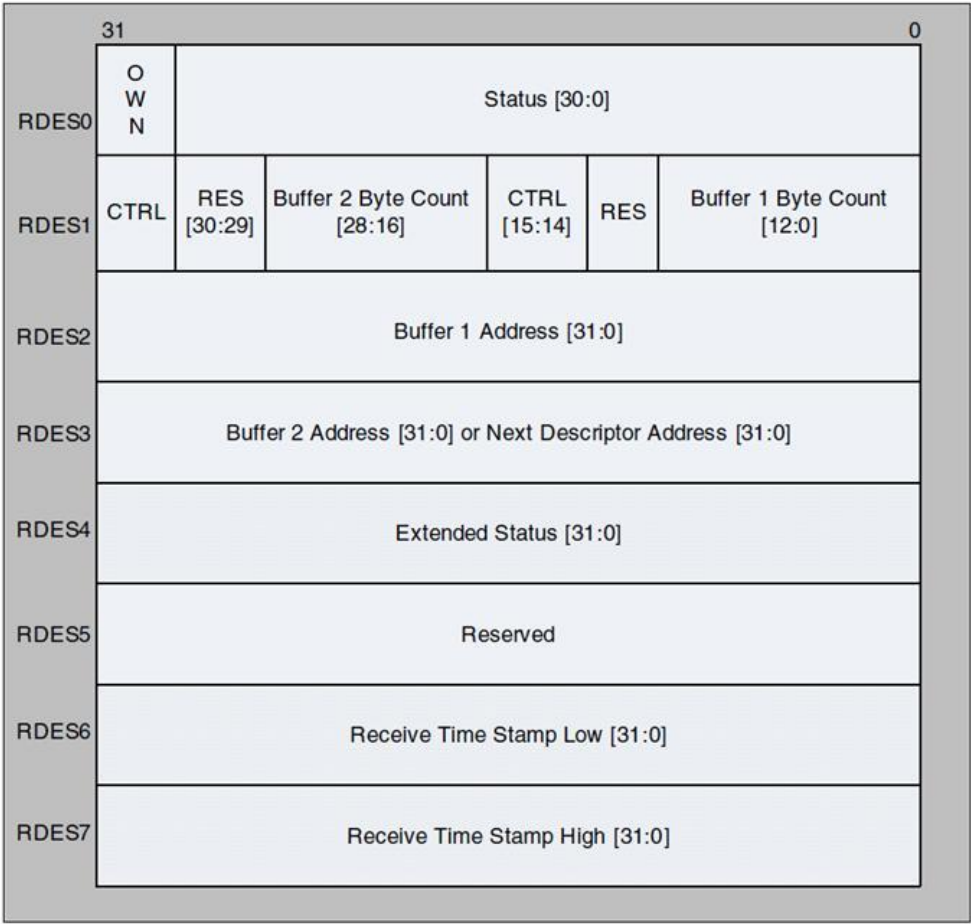 31 0
O
W
N
Status [30:0]
RDES0
CTRL
RES
[30:29]
Buffer 2 Byte Count
[28:16]
CTRL
[15:14]
RES
Buffer 1 Byte Count
[12:0]
RDES1
Buffer 1 Address [31:0]
RDES2
Buffer 2 Address [31:0] or Next Descriptor Address [31:0]
RDES3
Extended Status [31:0]
RDES4
Reserved
RDES5
Receive Time Stamp Low [31:0]
RDES6
Receive Time Stamp High [31:0]
RDES7